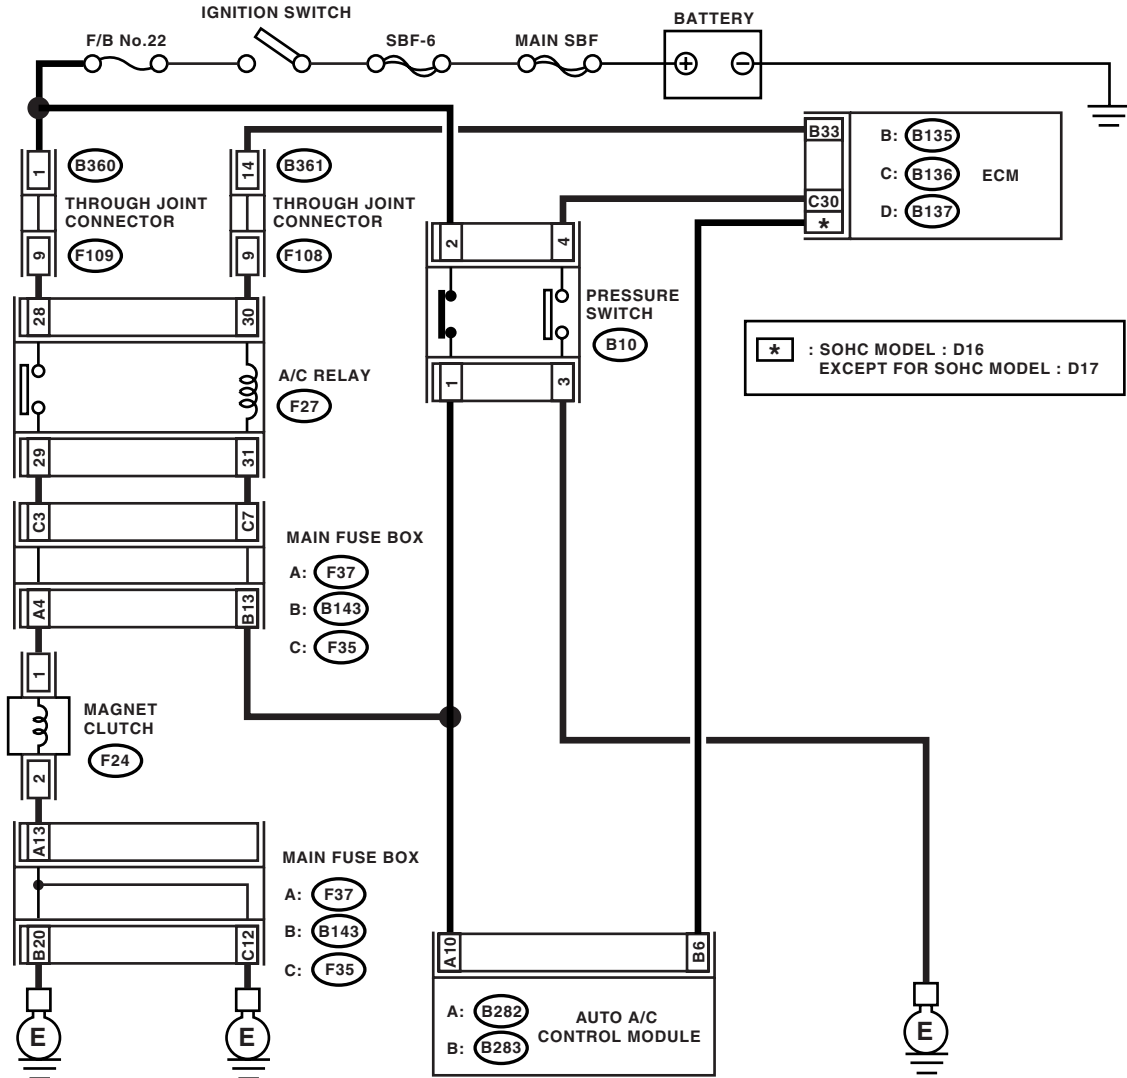 IGNITION SWITCH
BATTERY
F/B No.22
SBF-6
MAIN SBF
+
−
B33
B: B135
1
B360
14
B361
C: B136
ECM
THROUGH JOINT
CONNECTOR
THROUGH JOINT
CONNECTOR
C30
D: B137
*
2
4
9
F109
9
F108
28
30
PRESSURE
SWITCH
B10
* : SOHC MODEL : D16
EXCEPT FOR SOHC MODEL : D17
A/C RELAY
F27
1
3
29
31
C3
C7
MAIN FUSE BOX
A: F37
A4
B13
B: B143
C: F35
1
MAGNET
CLUTCH
F24
2
A13
MAIN FUSE BOX
A: F37
B: B143
B20
C12
C: F35
A10
B6
A: B282
B: B283
AUTO A/C
CONTROL MODULE
E
E
E